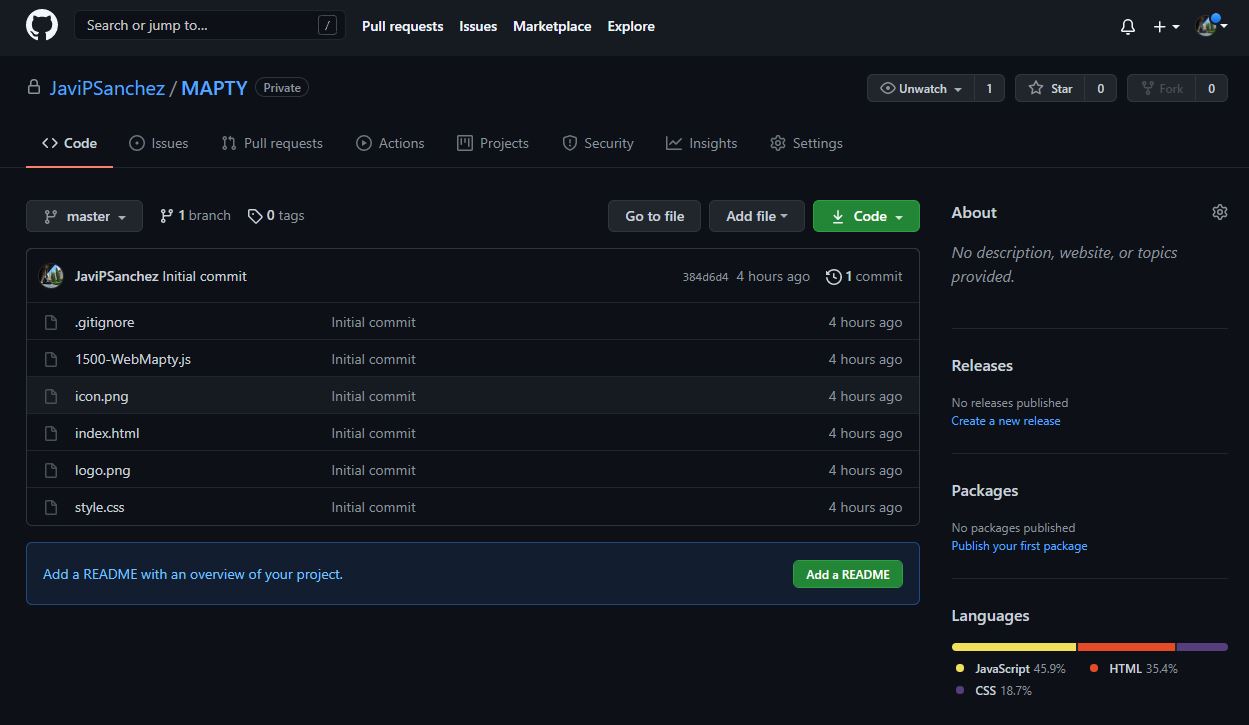 Search or jump to... /
Pull requests Issues Marketplace Explore
JaviPSanchez / MAPTY Private
Unwatch 1 Star 0 Fork 0
Code Issues Pull requests Actions Projects Security Insights Settings
master 1 branch 0 tags
Go to file Add file Code
JaviPSanchez Initial commit 384d6d4 4 hours ago 1 commit
.gitignore Initial commit 4 hours ago
1500-WebMapty.js Initial commit 4 hours ago
icon.png Initial commit 4 hours ago
index.html Initial commit 4 hours ago
logo.png Initial commit 4 hours ago
style.css Initial commit 4 hours ago
Add a README with an overview of your project. Add a README
About
No description, website, or topics
provided.
Releases
No releases published
Create a new release
Packages
No packages published
Publish your first package
Languages
JavaScript 45.9% HTML 35.4%
CSS 18.7%